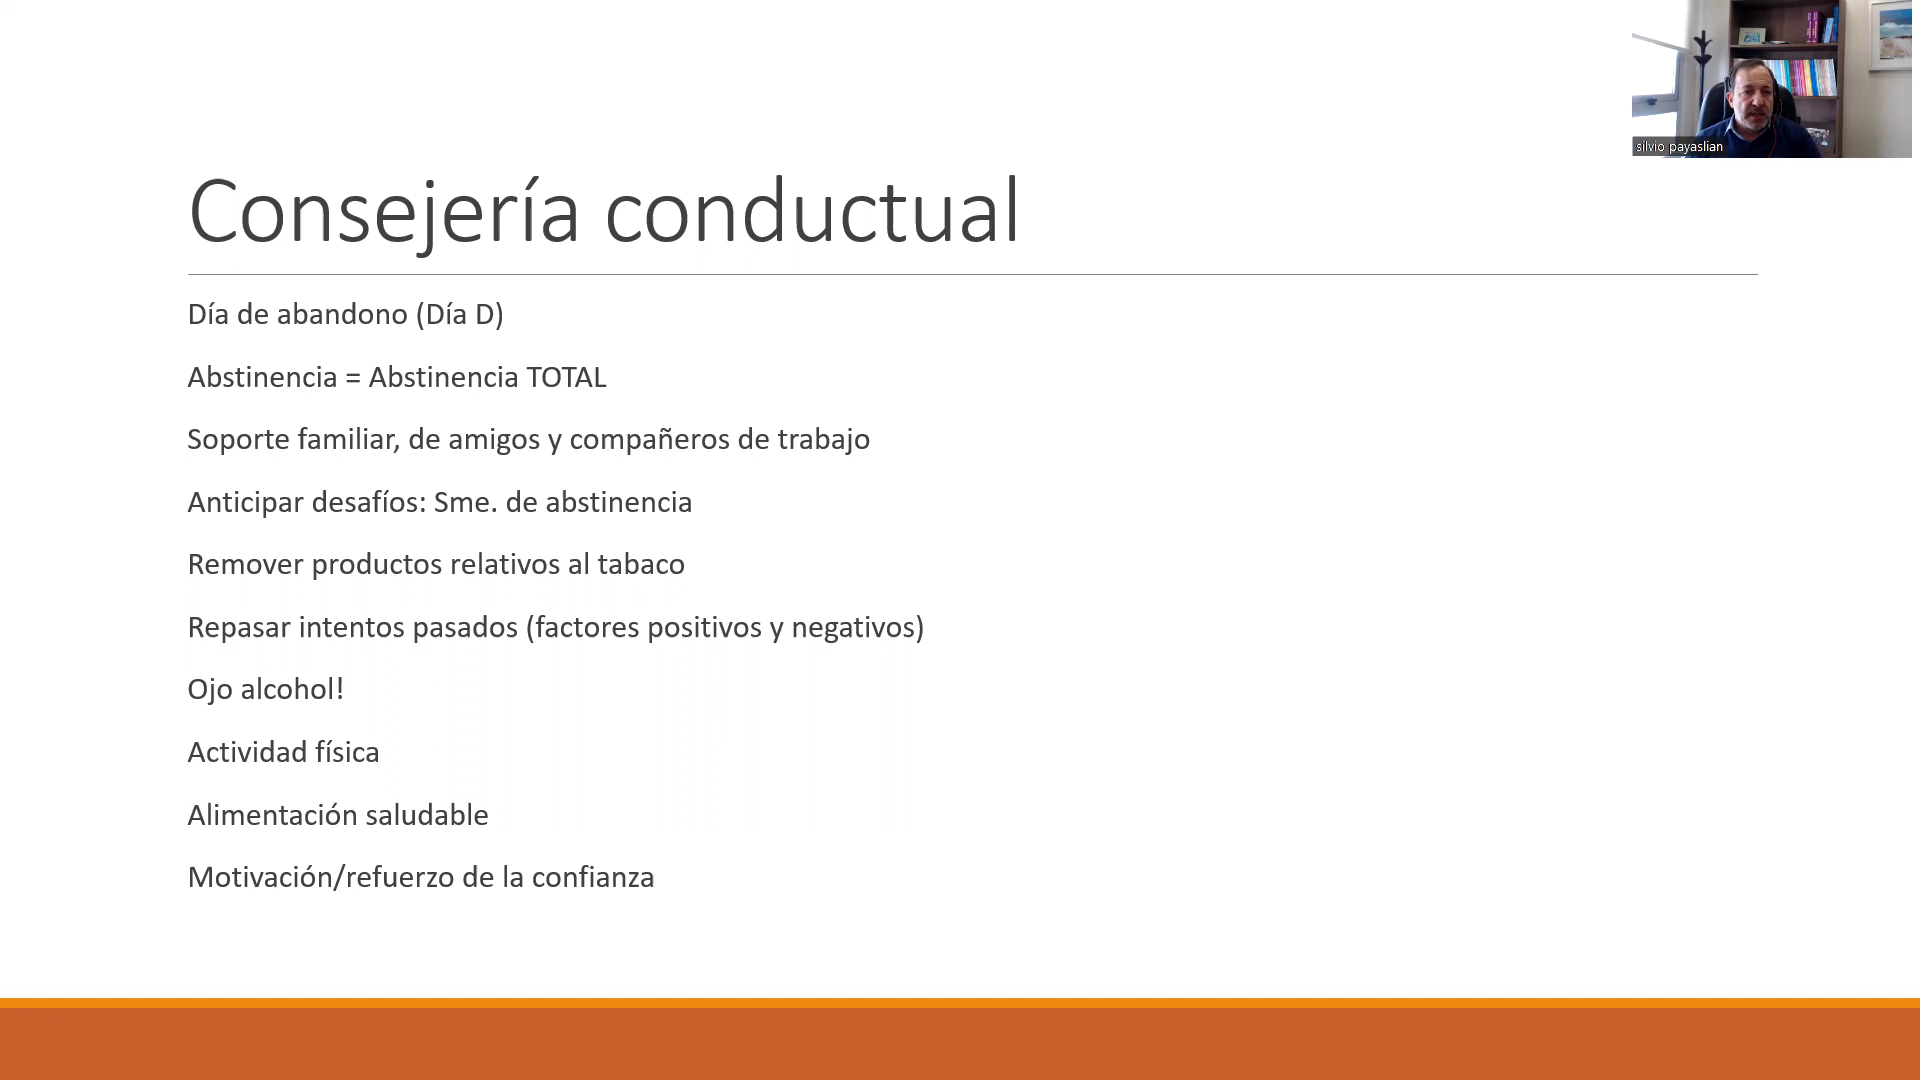 silvio payaslian
Consejería conductual
Día de abandono (Día D)
Abstinencia = Abstinencia TOTAL
Soporte familiar, de amigos y compañeros de trabajo
Anticipar desafíos: Sme. de abstinencia
Remover productos relativos al tabaco
Repasar intentos pasados (factores positivos y negativos)
Ojo alcohol!
Actividad física
Alimentación saludable
Motivación/refuerzo de la confianza